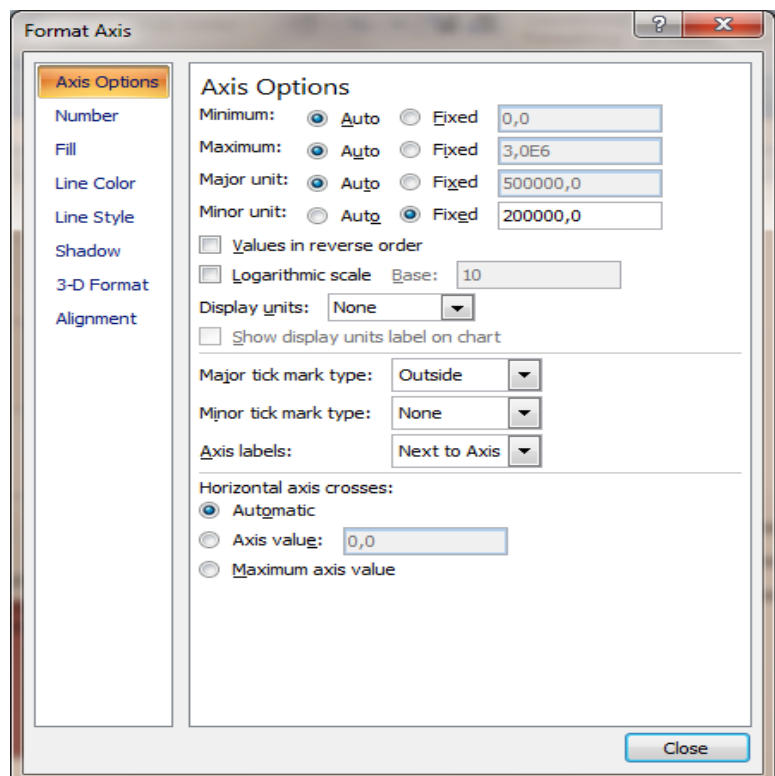 Format Axis
?
Axis Options
Number
Fill
Line Color
Line Style
Shadow
3-D Format
Alignment
Axis Options
Minimum: Auto Fixed 0,0
Maximum: Auto Fixed 3,0E6
Major unit: Auto Fixed 500000,0
Minor unit: Auto Fixed 200000,0
Values in reverse order
Logarithmic scale Base: 10
Display units: None
Show display units label on chart
Major tick mark type: Outside
Minor tick mark type: None
Axis labels: Next to Axis
Horizontal axis crosses:
Automatic
Axis value: 0,0
Maximum axis value
Close